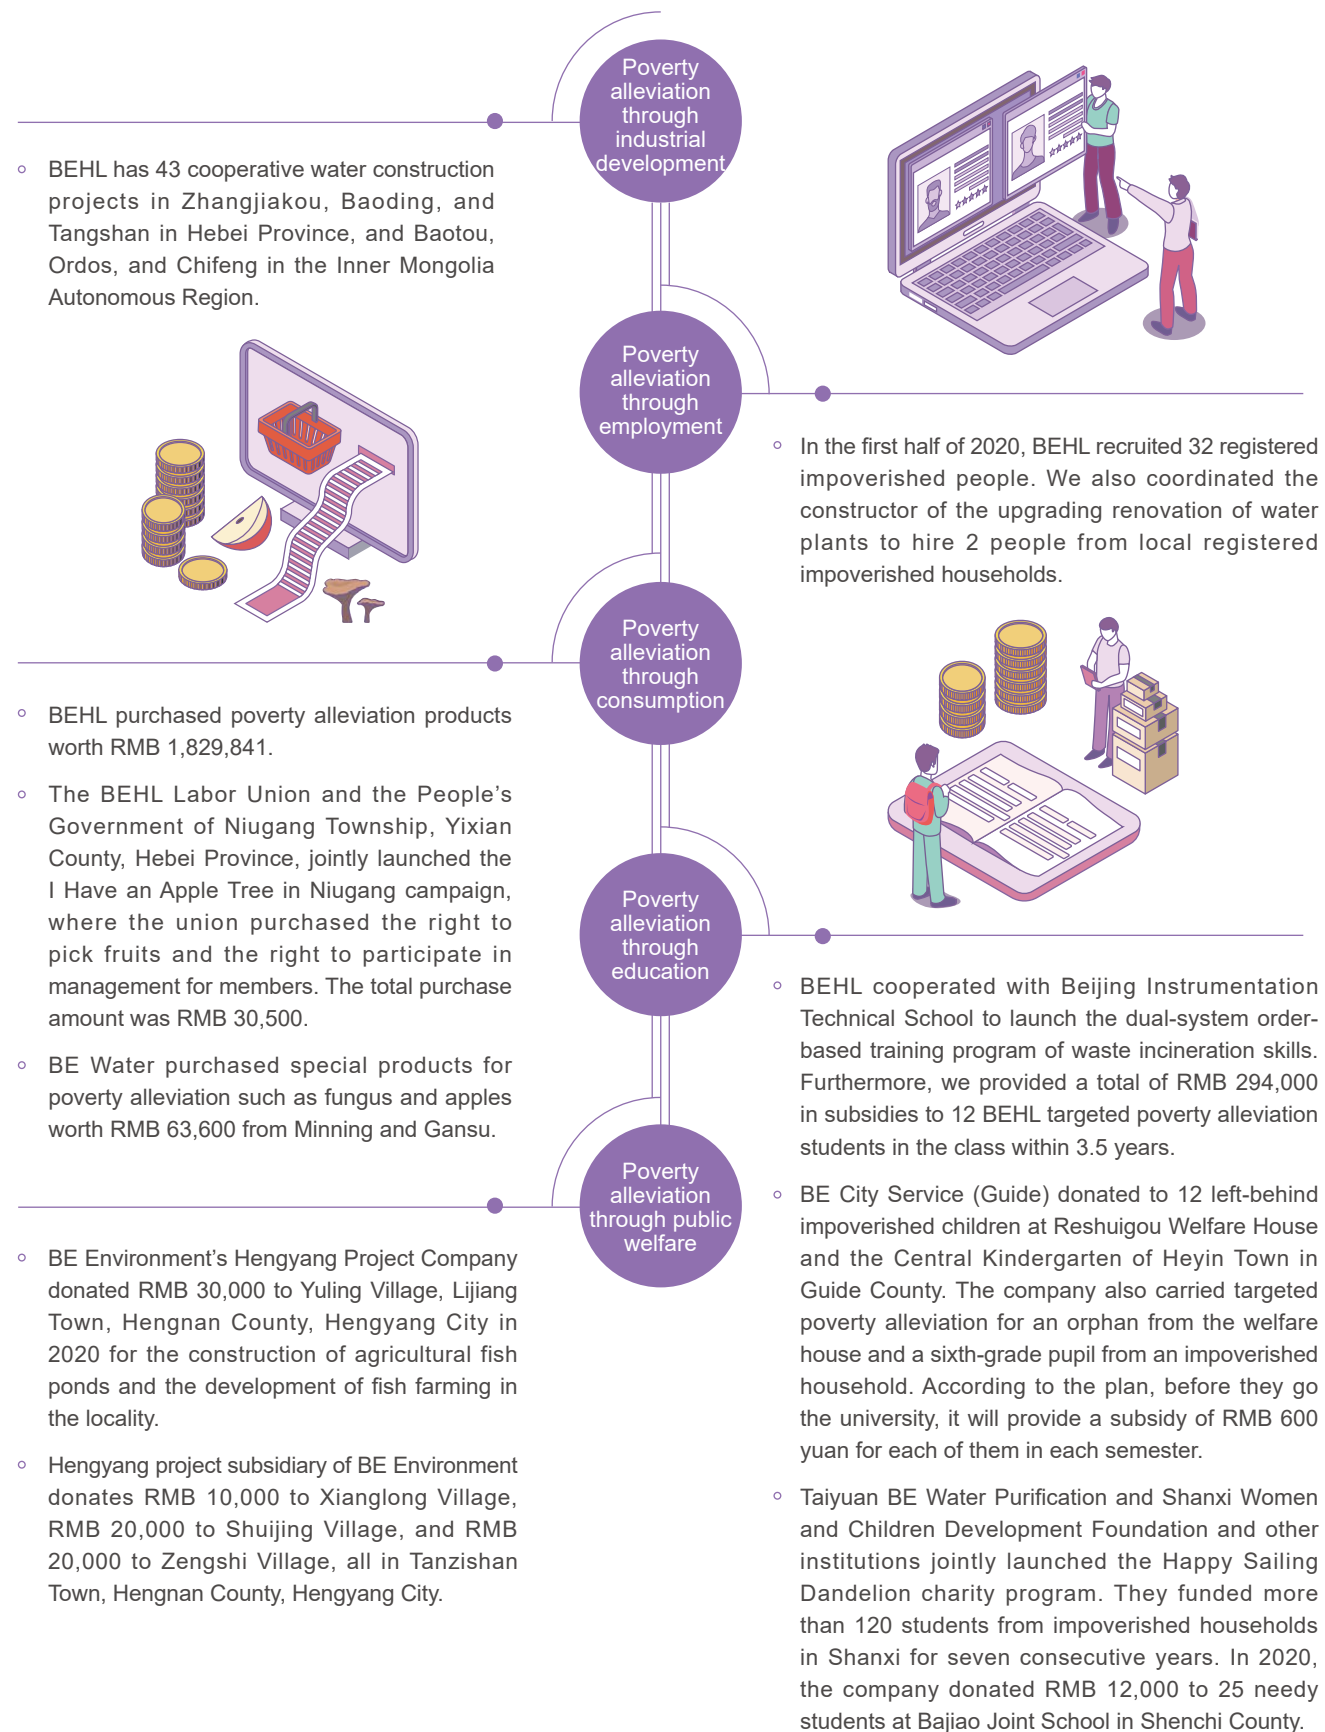 Poverty
alleviation
through
industrial
development
BEHL has 43 cooperative water construction
projects in Zhangjiakou, Baoding, and
Tangshan in Hebei Province, and Baotou,
Ordos, and Chifeng in the Inner Mongolia
Autonomous Region.
Poverty
alleviation
through
employment
In the first half of 2020, BEHL recruited 32 registered
impoverished people. We also coordinated the
constructor of the upgrading renovation of water
plants to hire 2 people from local registered
impoverished households.
Poverty
alleviation
through
consumption
BEHL purchased poverty alleviation products
worth RMB 1,829,841.
The BEHL Labor Union and the People's
Government of Niugang Township, Yixian
County, Hebei Province, jointly launched the
I Have an Apple Tree in Niugang campaign,
where the union purchased the right to
pick fruits and the right to participate in
management for members. The total purchase
amount was RMB 30,500.
BE Water purchased special products for
poverty alleviation such as fungus and apples
worth RMB 63,600 from Minning and Gansu.
Poverty
alleviation
through
education
BEHL cooperated with Beijing Instrumentation
Technical School to launch the dual-system order-
based training program of waste incineration skills.
Furthermore, we provided a total of RMB 294,000
in subsidies to 12 BEHL targeted poverty alleviation
students in the class within 3.5 years.
BE City Service (Guide) donated to 12 left-behind
impoverished children at Reshuigou Welfare House
and the Central Kindergarten of Heyin Town in
Guide County. The company also carried targeted
poverty alleviation for an orphan from the welfare
house and a sixth-grade pupil from an impoverished
household. According to the plan, before they go
the university, it will provide a subsidy of RMB 600
yuan for each of them in each semester.
Taiyuan BE Water Purification and Shanxi Women
and Children Development Foundation and other
institutions jointly launched the Happy Sailing
Dandelion charity program. They funded more
than 120 students from impoverished households
in Shanxi for seven consecutive years. In 2020,
the company donated RMB 12,000 to 25 needy
students at Bajiao Joint School in Shenchi County.
Poverty
alleviation
through public
welfare
BE Environment's Hengyang Project Company
donated RMB 30,000 to Yuling Village, Lijiang
Town, Hengnan County, Hengyang City in
2020 for the construction of agricultural fish
ponds and the development of fish farming in
the locality.
Hengyang project subsidiary of BE Environment
donates RMB 10,000 to Xianglong Village,
RMB 20,000 to Shuijing Village, and RMB
20,000 to Zengshi Village, all in Tanzishan
Town, Hengnan County, Hengyang City.